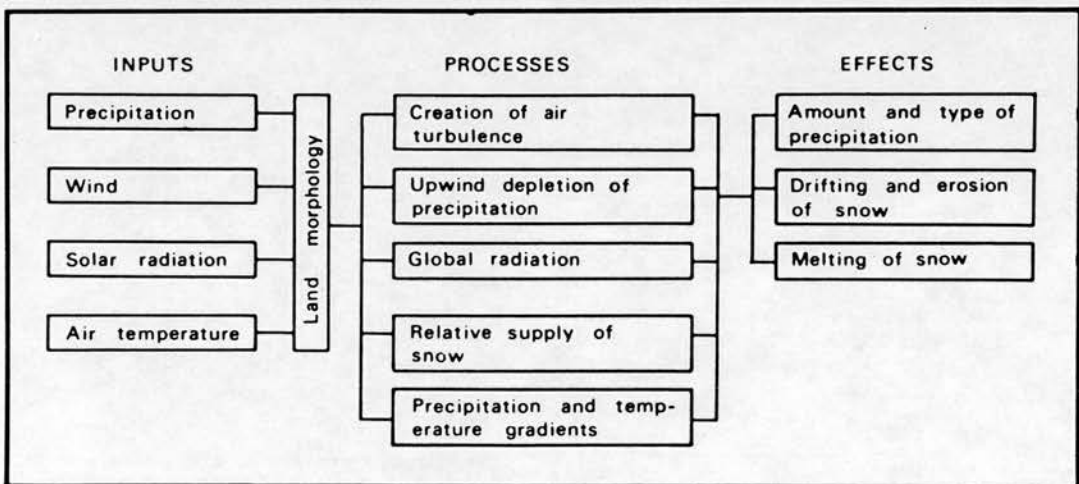 INPUTS
Precipitation
Wind
Solar radiation
Air temperature
Land morphology
PROCESSES
Creation of air
turbulence
Upwind depletion of
precipitation
Global radiation
Relative supply of
snow
Precipitation and temp-
erature gradients
EFFECTS
Amount and type of
precipitation
Drifting and erosion
of snow
Melting of snow